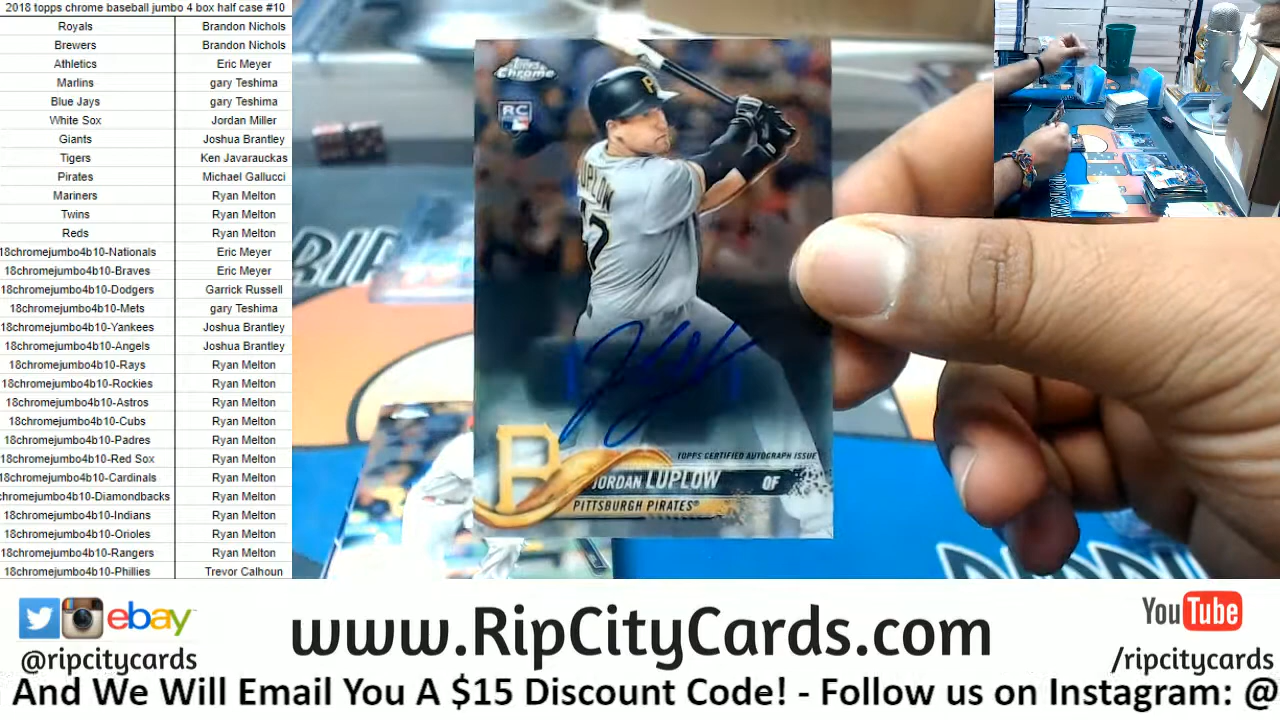 2018 topps chrome baseball jumbo 4 box half case #10
Royals Brandon Nichols
Brewers Brandon Nichols
Athletics Eric Meyer
Marlins gary Teshima
Blue Jays gary Teshima
White Sox Jordan Miller
Giants Joshua Brantley
Tigers Ken Javarauckas
Pirates Michael Gallucci
Mariners Ryan Melton
Twins Ryan Melton
Reds Ryan Melton
18chromejumbo4b10-Nationals Eric Meyer
18chromejumbo4b10-Braves Eric Meyer
18chromejumbo4b10-Dodgers Garrick Russell
18chromejumbo4b10-Mets gary Teshima
18chromejumbo4b10-Yankees Joshua Brantley
18chromejumbo4b10-Angels Joshua Brantley
18chromejumbo4b10-Rays Ryan Melton
18chromejumbo4b10-Rockies Ryan Melton
18chromejumbo4b10-Astros Ryan Melton
18chromejumbo4b10-Cubs Ryan Melton
18chromejumbo4b10-Padres Ryan Melton
18chromejumbo4b10-Red Sox Ryan Melton
18chromejumbo4b10-Cardinals Ryan Melton
chromejumbo4b10-Diamondbacks Ryan Melton
18chromejumbo4b10-Indians Ryan Melton
18chromejumbo4b10-Orioles Ryan Melton
18chromejumbo4b10-Rangers Ryan Melton
18chromejumbo4b10-Phillies Trevor Calhoun
Topps
Chrome
RC
P
LUPLOW
47
RIP
TOPPS CERTIFIED AUTOGRAPH ISSUE
P
JORDAN LUPLOW OF
PITTSBURGH PIRATES
ebay
@ripcitycards
www.RipCityCards.com
YouTube
/ripcitycards
And We Will Email You A $15 Discount Code! - Follow us on Instagram: @